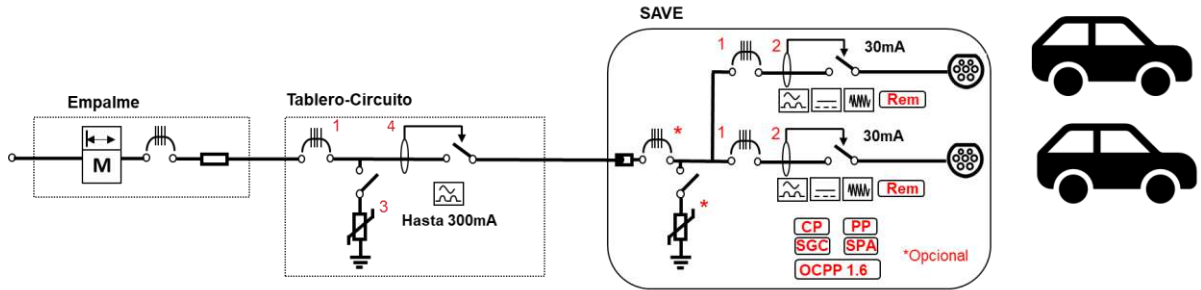 SAVE
Empalme
M
Tablero-Circuito
1
4
3
Hasta 300mA
*
*
1
2
30mA
Rem
1
2
30mA
Rem
CP PP
SGC SPA
OCPP 1.6
*Opcional